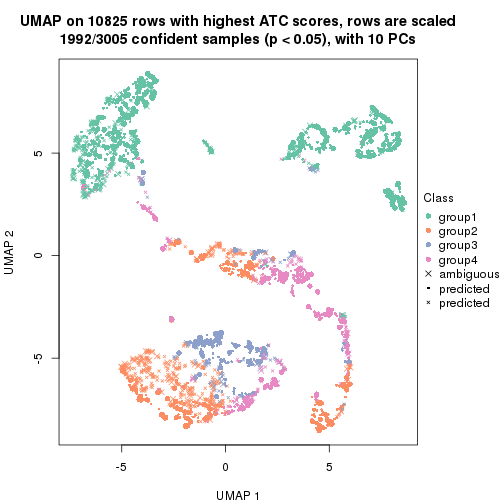 UMAP on 10825 rows with highest ATC scores, rows are scaled
1992/3005 confident samples (p < 0.05), with 10 PCs
5
0
-5
UMAP 2
-5
0
5
UMAP 1
Class
group1
group2
group3
group4
ambiguous
predicted
predicted